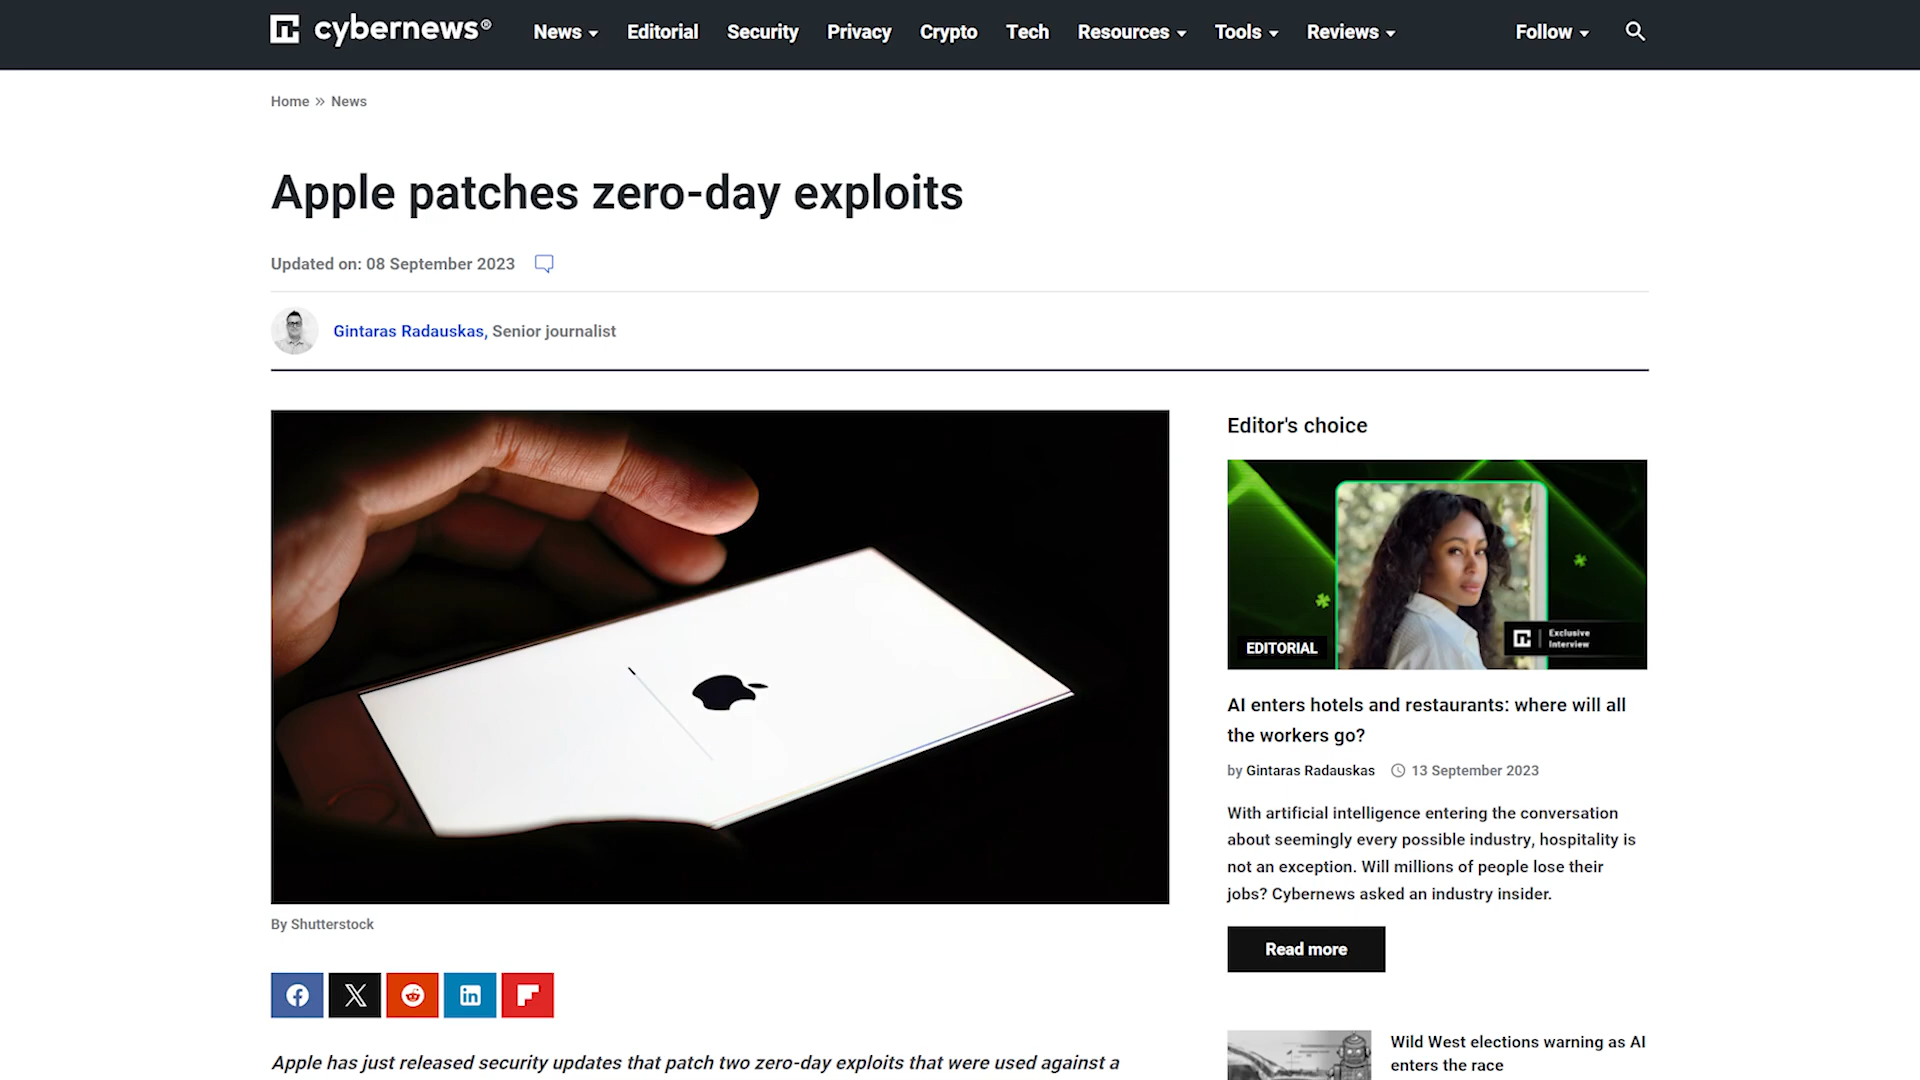 cybernews®
News
Editorial
Security
Privacy
Crypto
Tech
Resources
Tools
Reviews
Follow
Home » News
Apple patches zero-day exploits
Updated on: 08 September 2023
Gintaras Radauskas, Senior journalist
By Shutterstock
Apple has just released security updates that patch two zero-day exploits that were used against a
Editor's choice
EDITORIAL
Exclusive
Interview
AI enters hotels and restaurants: where will all
the workers go?
by Gintaras Radauskas 13 September 2023
With artificial intelligence entering the conversation
about seemingly every possible industry, hospitality is
not an exception. Will millions of people lose their
jobs? Cybernews asked an industry insider.
Read more
Wild West elections warning as AI
enters the race